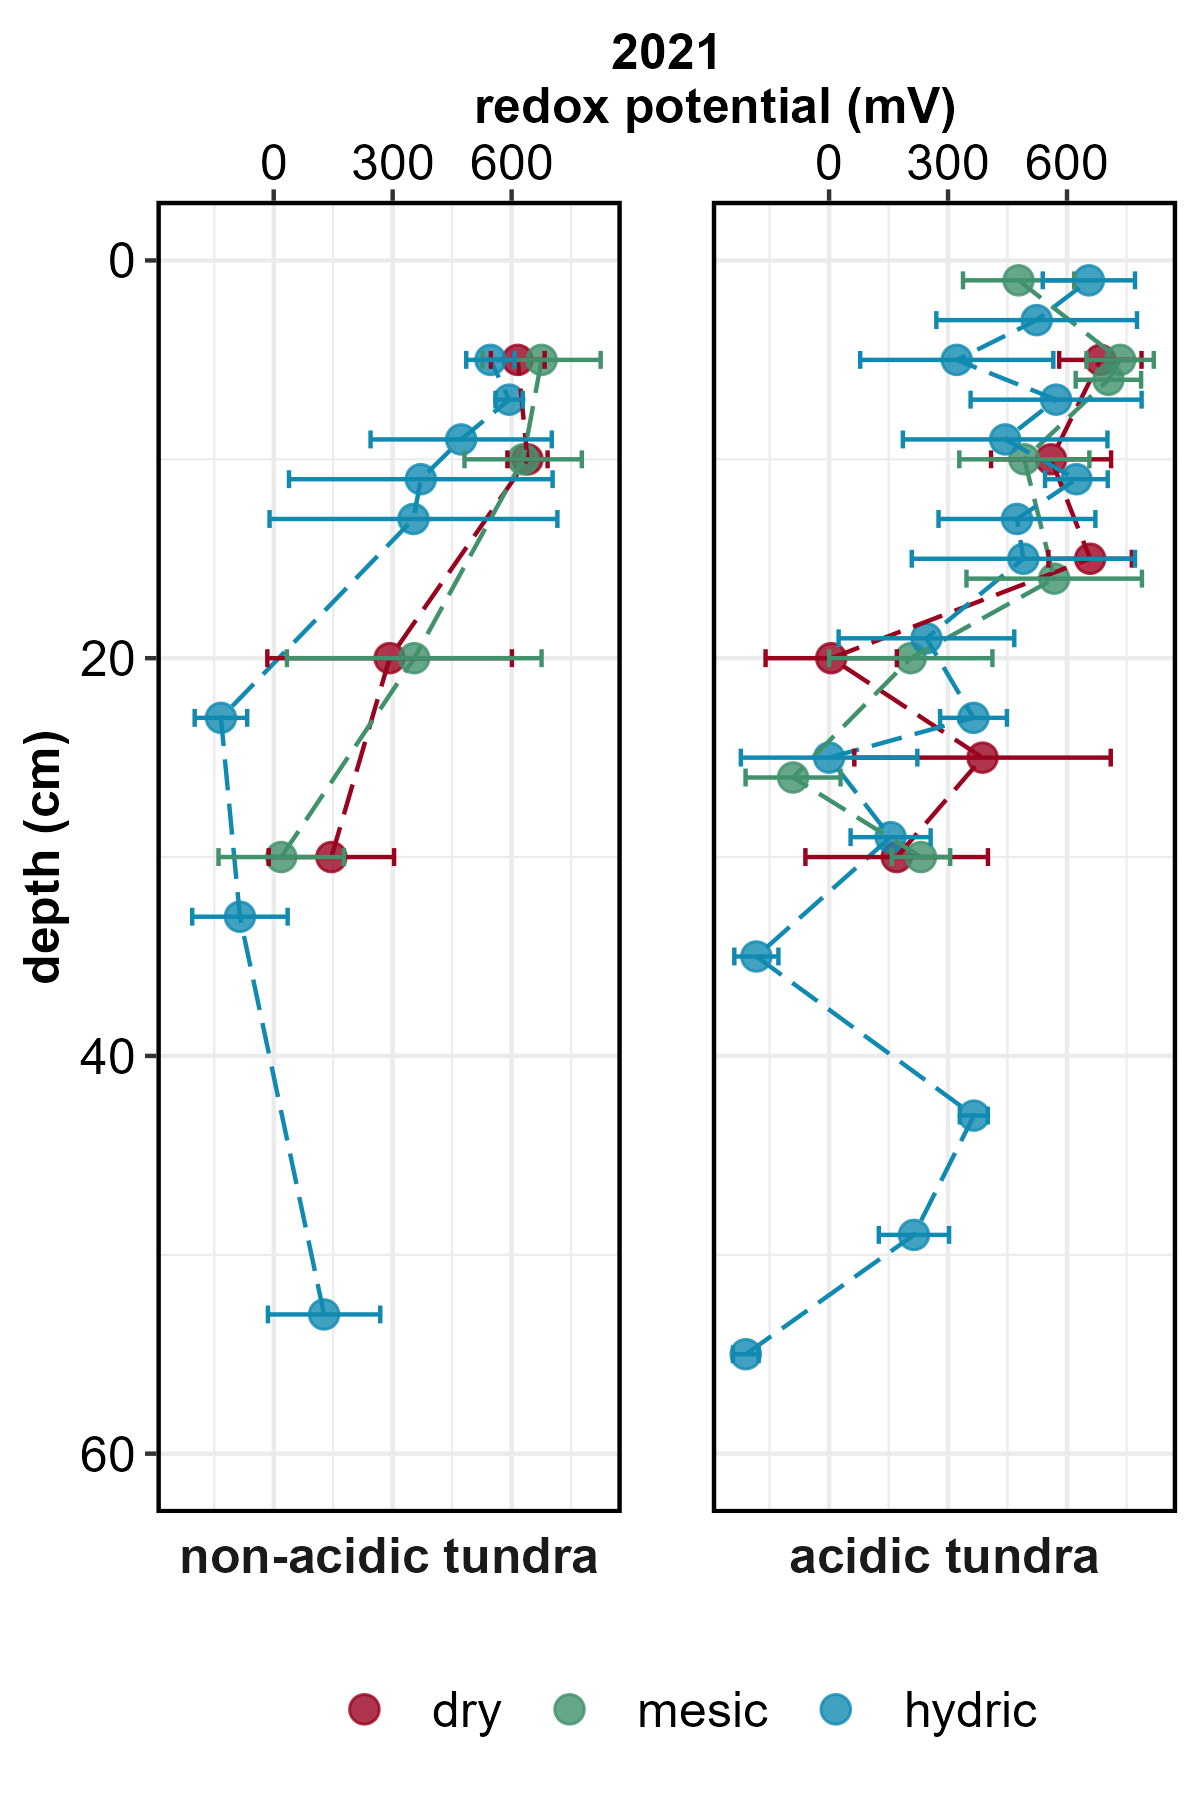 2021
redox potential (mV)
0 300 600 0 300 600
0
20
40
60
depth (cm)
non-acidic tundra acidic tundra
dry mesic hydric